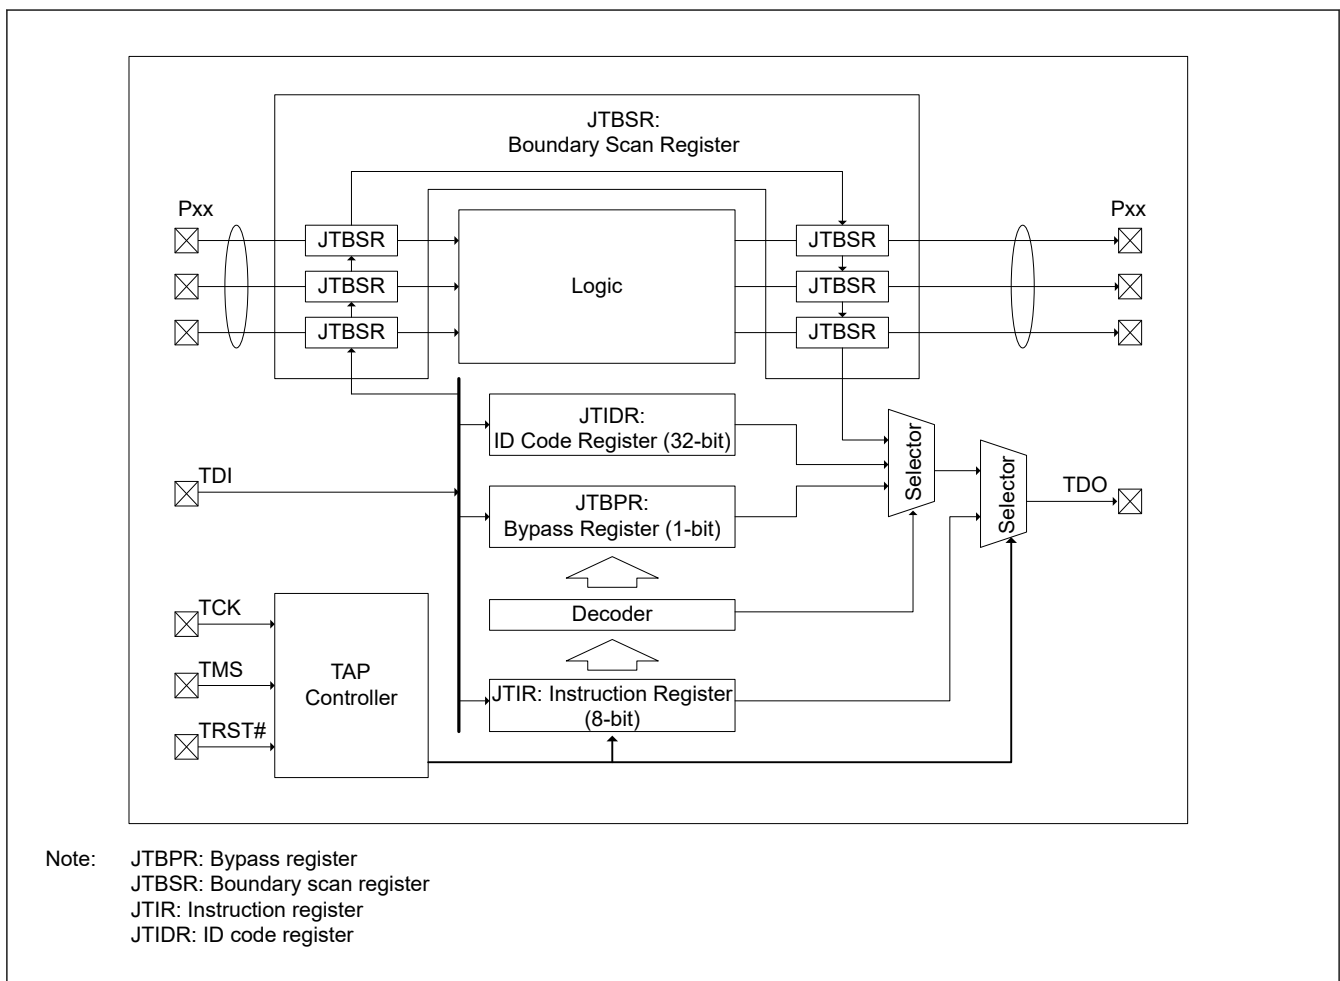 JTBSR:
Boundary Scan Register
Pxx
Pxx
JTBSR
JTBSR
JTBSR
JTBSR
Logic
JTBSR
JTBSR
JTIDR:
ID Code Register (32-bit)
Selector
Selector
TDI
TDO
JTBPR:
Bypass Register (1-bit)
TCK
Decoder
TMS
TAP
Controller
JTIR: Instruction Register
(8-bit)
TRST#
Note: JTBPR: Bypass register
JTBSR: Boundary scan register
JTIR: Instruction register
JTIDR: ID code register